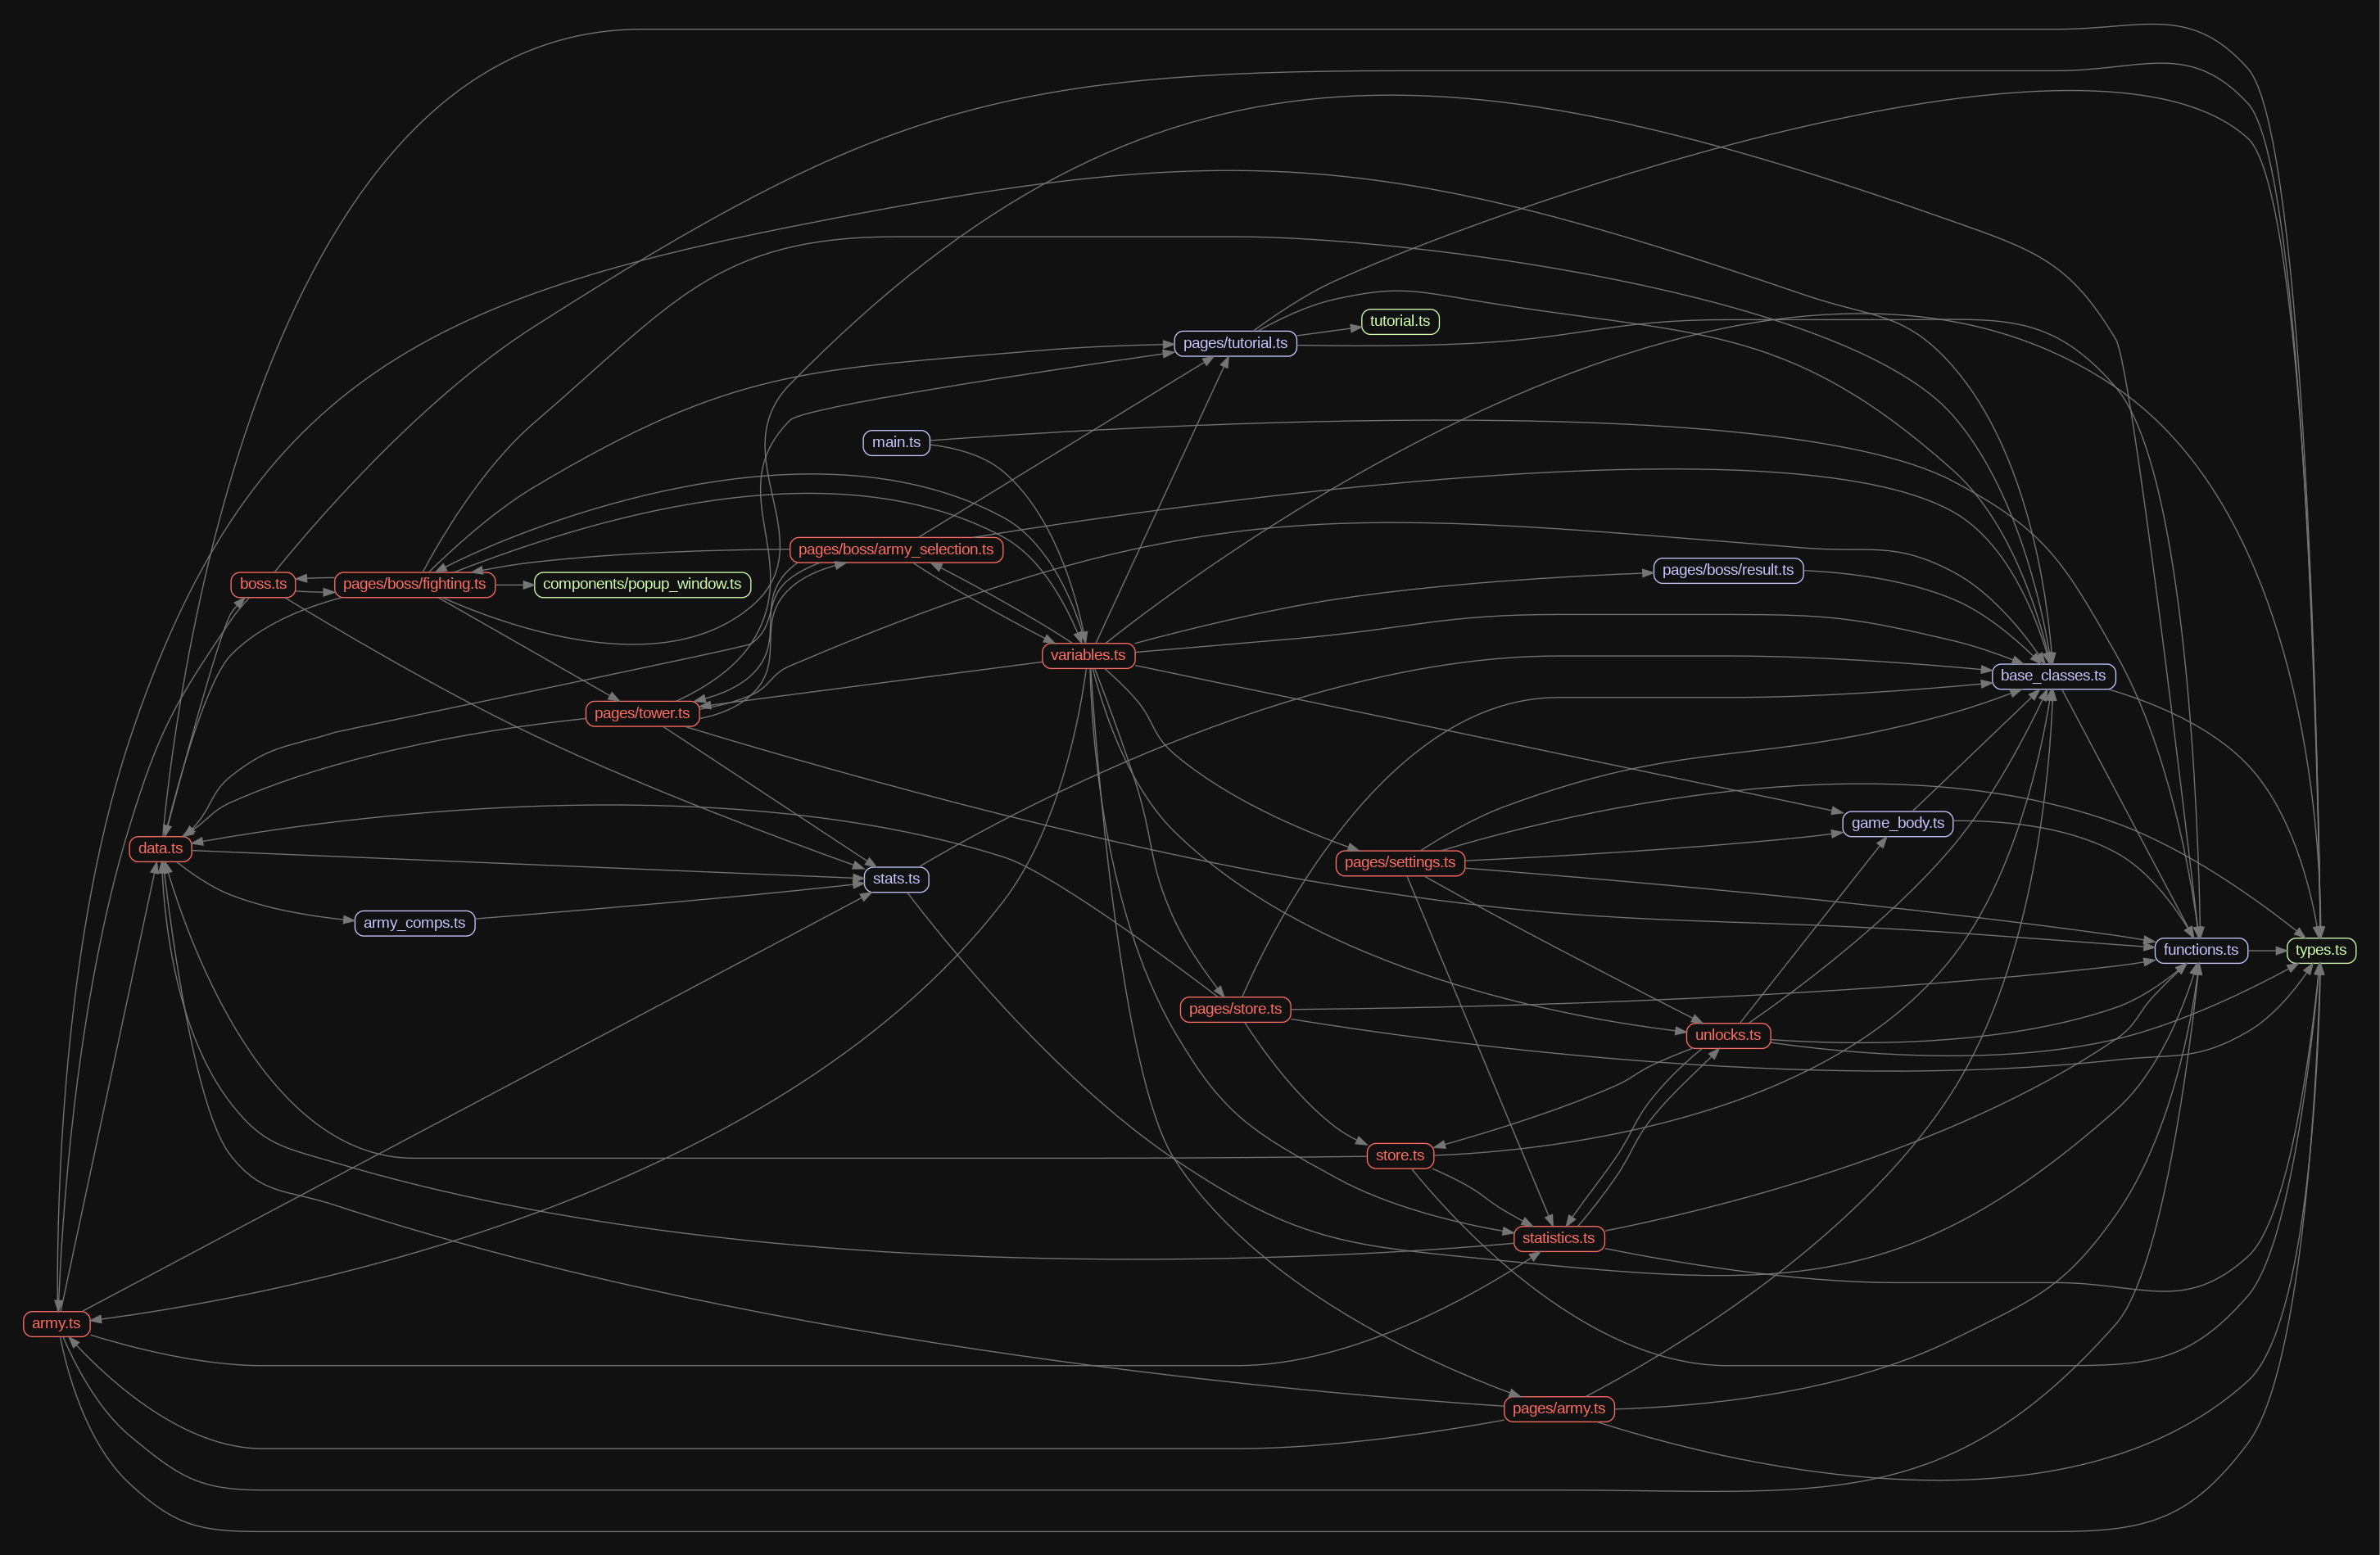 tutorial.ts
pages/tutorial.ts
main.ts
pages/boss/army_selection.ts
boss.ts
pages/boss/fighting.ts
components/popup_window.ts
pages/boss/result.ts
variables.ts
base_classes.ts
pages/tower.ts
game_body.ts
data.ts
pages/settings.ts
stats.ts
army_comps.ts
functions.ts
types.ts
pages/store.ts
unlocks.ts
store.ts
statistics.ts
army.ts
pages/army.ts